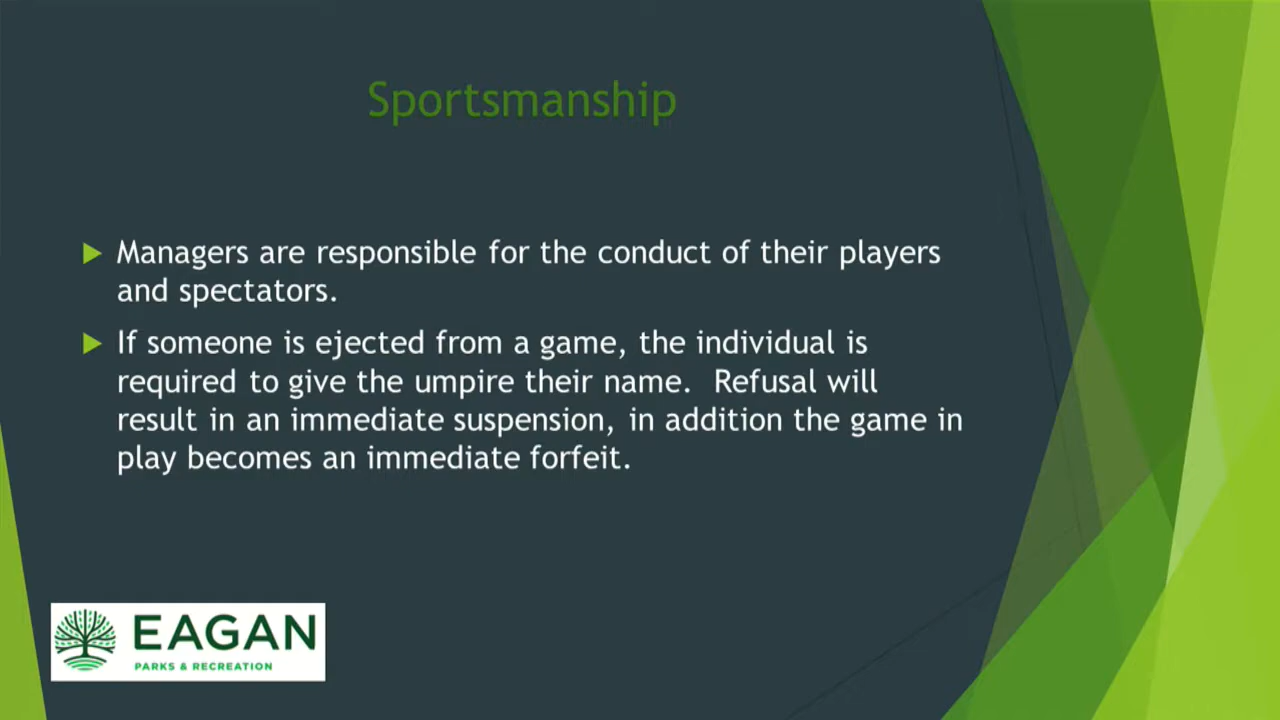 Sportsmanship
Managers are responsible for the conduct of their players
and spectators.
If someone is ejected from a game, the individual is
required to give the umpire their name. Refusal will
result in an immediate suspension, in addition the game in
play becomes an immediate forfeit.
EAGAN
PARKS & RECREATION